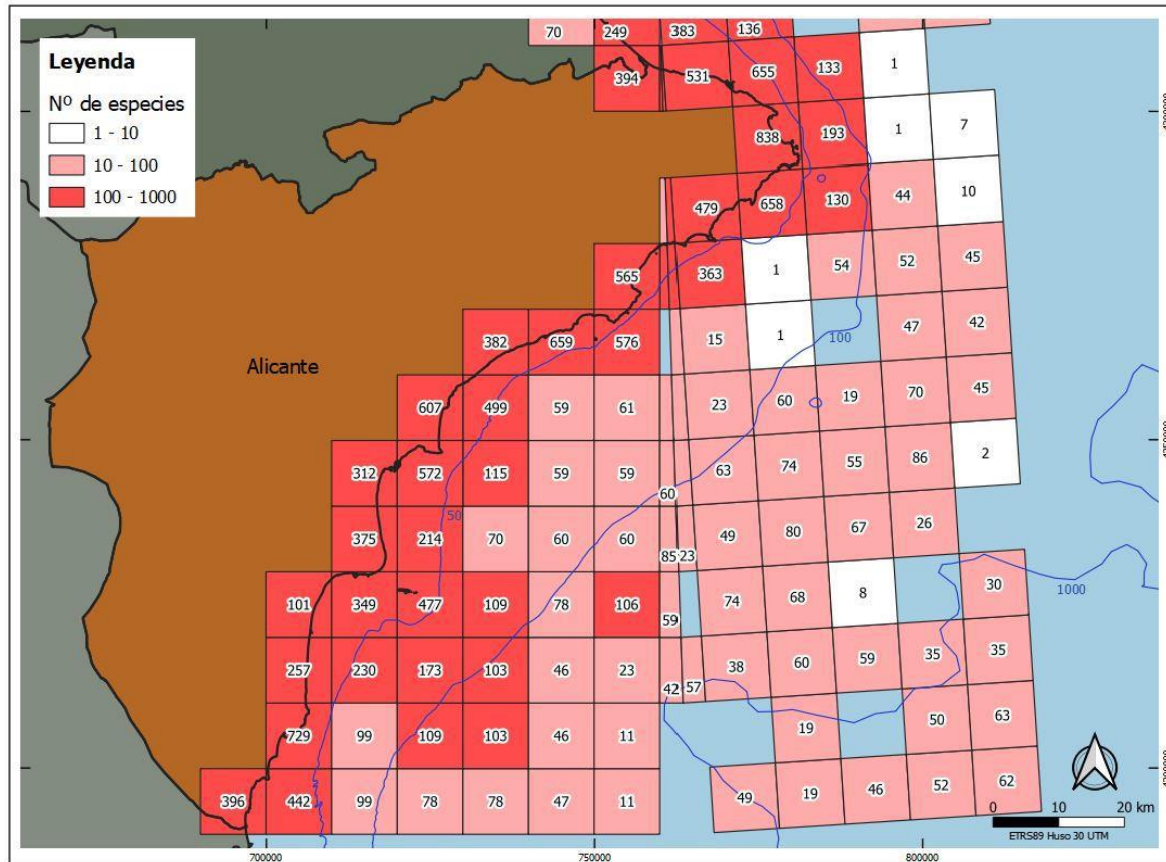 Leyenda
Nº de especies
1 - 10
10 - 100
100 - 1000
70 249 383 136
394 531 655 133 1
838 193 1 7
479 658 130 44 10
565 363 1 54 52 45
382 659 576 15 1 47 42
100
Alicante
607 499 59 61 23 60 19 70 45
312 572 115 59 59 63 74 55 86 2
60
50
375 214 70 60 60 49 80 67 26
85 23
101 349 477 109 78 106 59 74 68 8 30
1000
257 230 173 103 46 23 42 57 38 60 59 35 35
729 99 109 103 46 11 19 50 63
396 442 99 78 78 47 11 49 19 46 52 62
0 10 20 km
ETRS89 Huso 30 UTM
700000 750000 800000
4250000